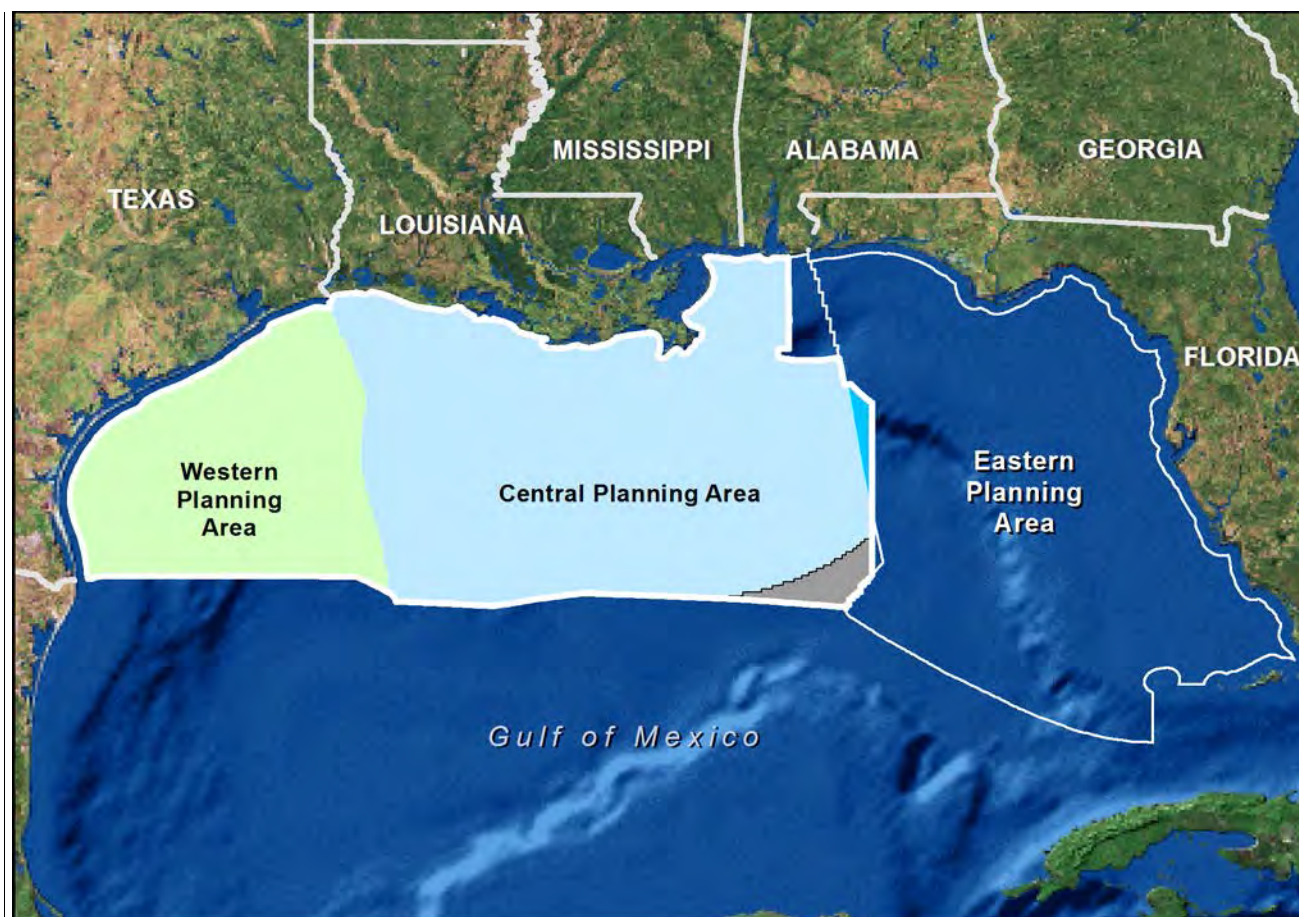 MISSISSIPPI
ALABAMA
GEORGIA
TEXAS
LOUISIANA
FLORIDA
Western
Planning
Area
Central Planning Area
Eastern
Planning
Area
Gulf of Mexico